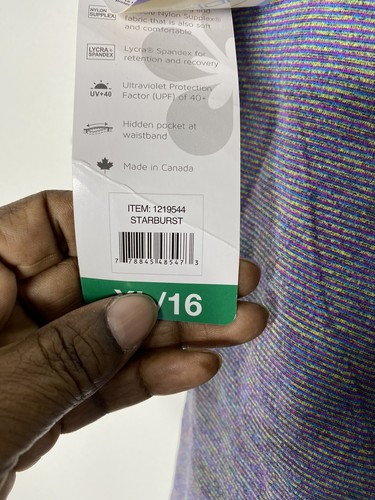 NYLON
SUPPLEX
Nylon Supplex®
fabric that is also soft
and comfortable
LYCRA®
SPANDEX
Lycra® Spandex for
retention and recovery
UV+40
Ultraviolet Protection
Factor (UPF) of 40+
Hidden pocket at
waistband
Made in Canada
ITEM: 1219544
STARBURST
7 78845 48547 3
/16